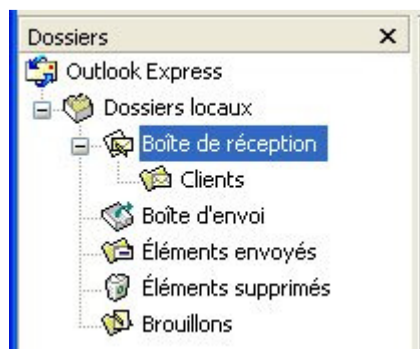 Dossiers
Outlook Express
Dossiers locaux
Boîte de réception
Clients
Boîte d'envoi
Éléments envoyés
Éléments supprimés
Brouillons